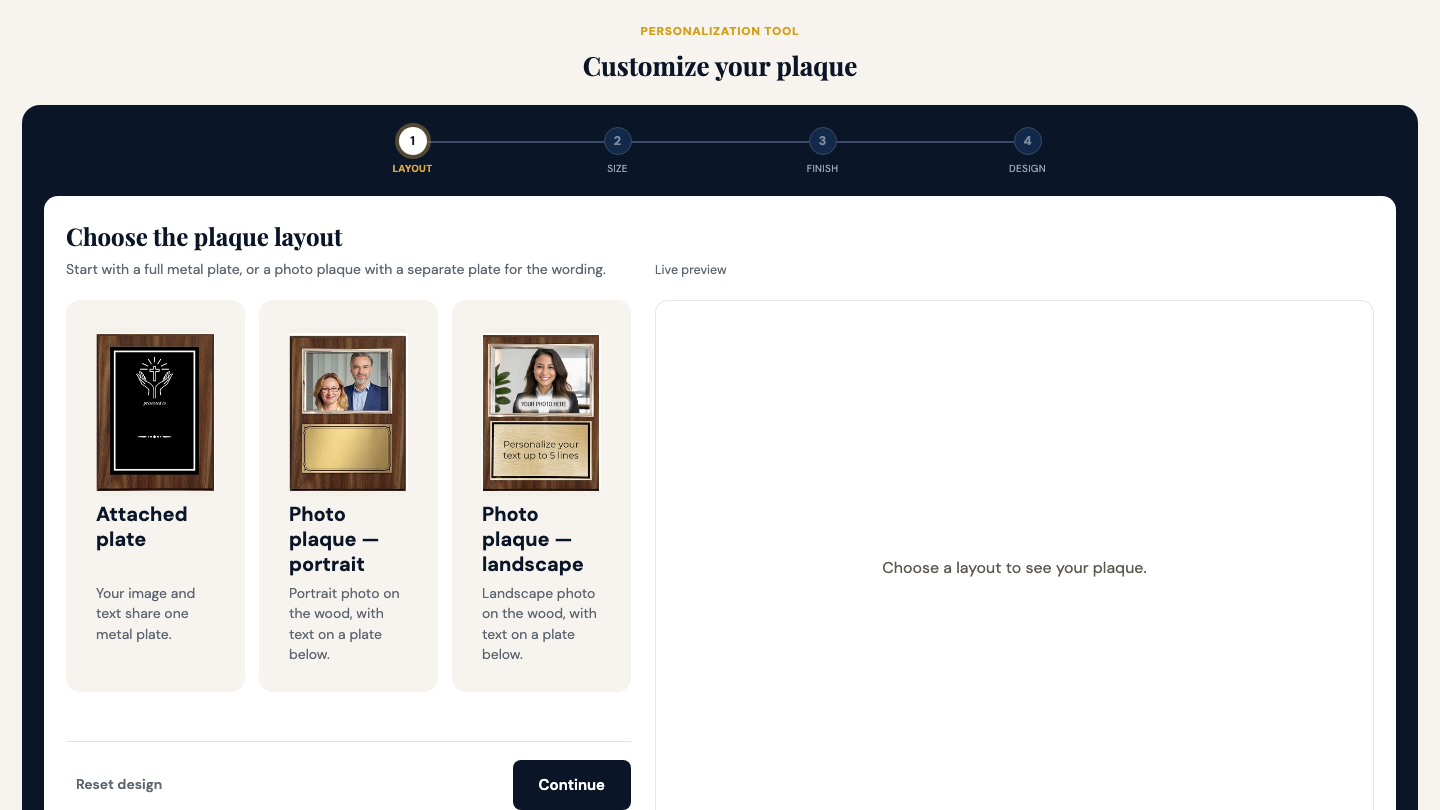 PERSONALIZATION TOOL
Customize your plaque
1
2
3
4
LAYOUT
SIZE
FINISH
DESIGN
Choose the plaque layout
Start with a full metal plate, or a photo plaque with a separate plate for the wording.
Live preview
presented to
YOUR PHOTO HERE
Personalize your
text up to 5 lines
Attached
plate
Your image and
text share one
metal plate.
Photo
plaque —
portrait
Portrait photo on
the wood, with
text on a plate
below.
Photo
plaque —
landscape
Landscape photo
on the wood, with
text on a plate
below.
Choose a layout to see your plaque.
Reset design
Continue